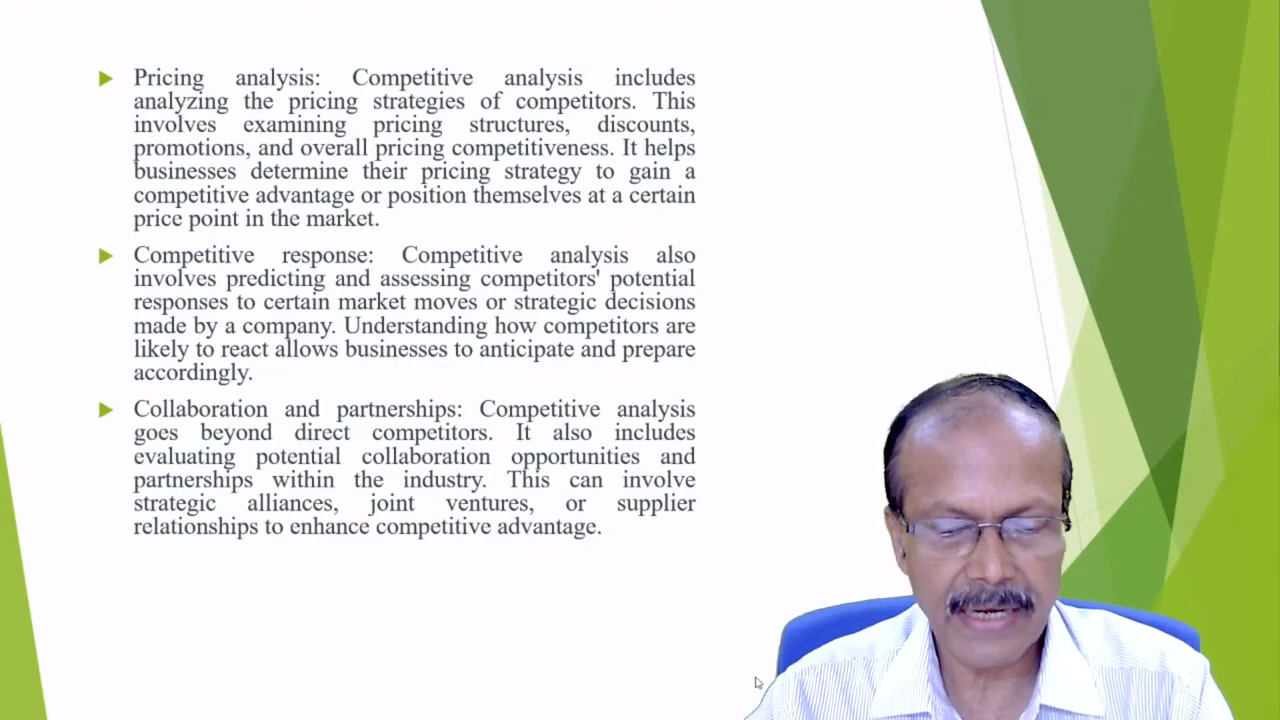 Pricing analysis: Competitive analysis includes
analyzing the pricing strategies of competitors. This
involves examining pricing structures, discounts,
promotions, and overall pricing competitiveness. It helps
businesses determine their pricing strategy to gain a
competitive advantage or position themselves at a certain
price point in the market.
Competitive response: Competitive analysis also
involves predicting and assessing competitors' potential
responses to certain market moves or strategic decisions
made by a company. Understanding how competitors are
likely to react allows businesses to anticipate and prepare
accordingly.
Collaboration and partnerships: Competitive analysis
goes beyond direct competitors. It also includes
evaluating potential collaboration opportunities and
partnerships within the industry. This can involve
strategic alliances, joint ventures, or supplier
relationships to enhance competitive advantage.